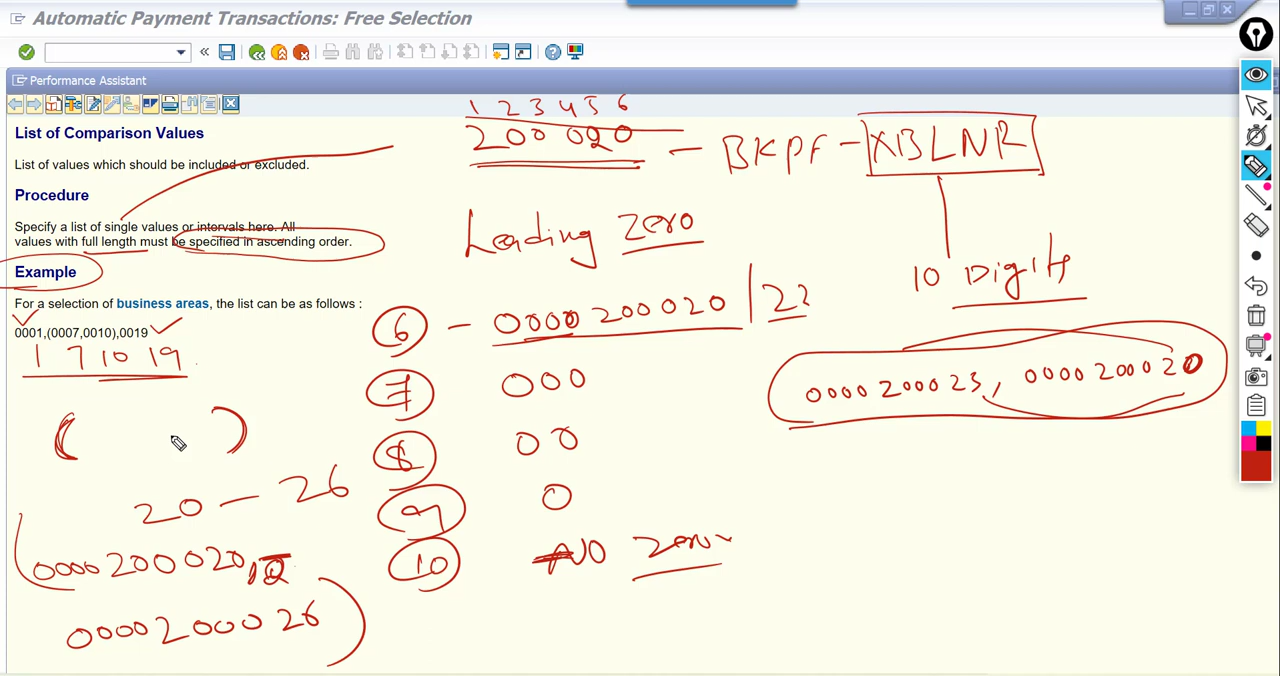 Automatic Payment Transactions: Free Selection
Performance Assistant
List of Comparison Values
List of values which should be included or excluded.
Procedure
Specify a list of single values or intervals here. All
values with full length must be specified in ascending order.
Example
For a selection of business areas, the list can be as follows :
0001,(0007,0010),0019
1 7 10 19
( )
20 - 26
0000200020,
0000200026)
1 2 3 4 5 6
200020 - BKPF - XBLNR
Leading zero
10 Digits
6 - 0000200020 | 22
0000200023, 0000200020
7 000
8 00
9 0
10 NO zero